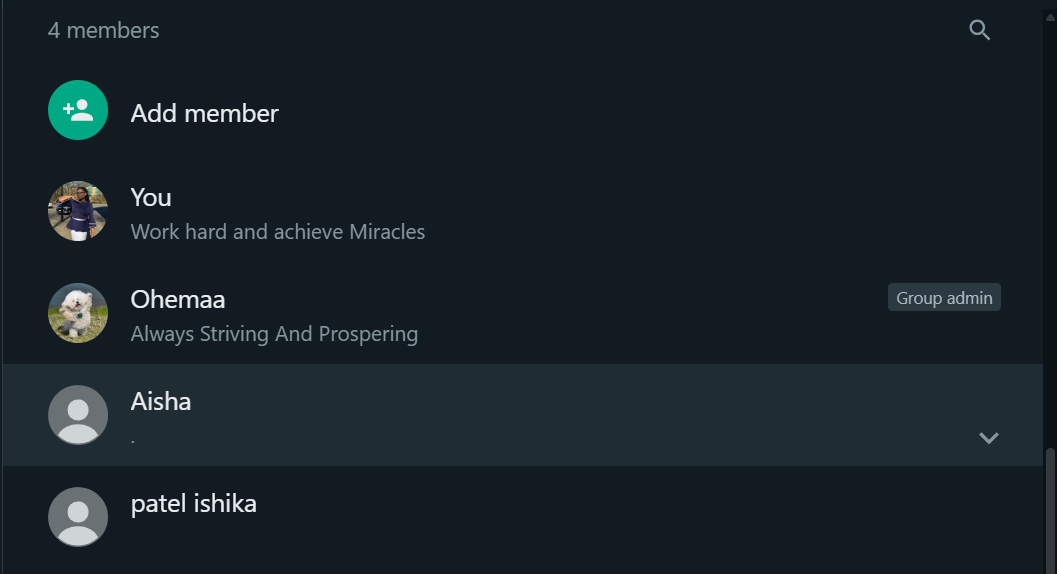 4 members
Add member
You
Work hard and achieve Miracles
Ohemaa
Group admin
Always Striving And Prospering
Aisha
.
patel ishika